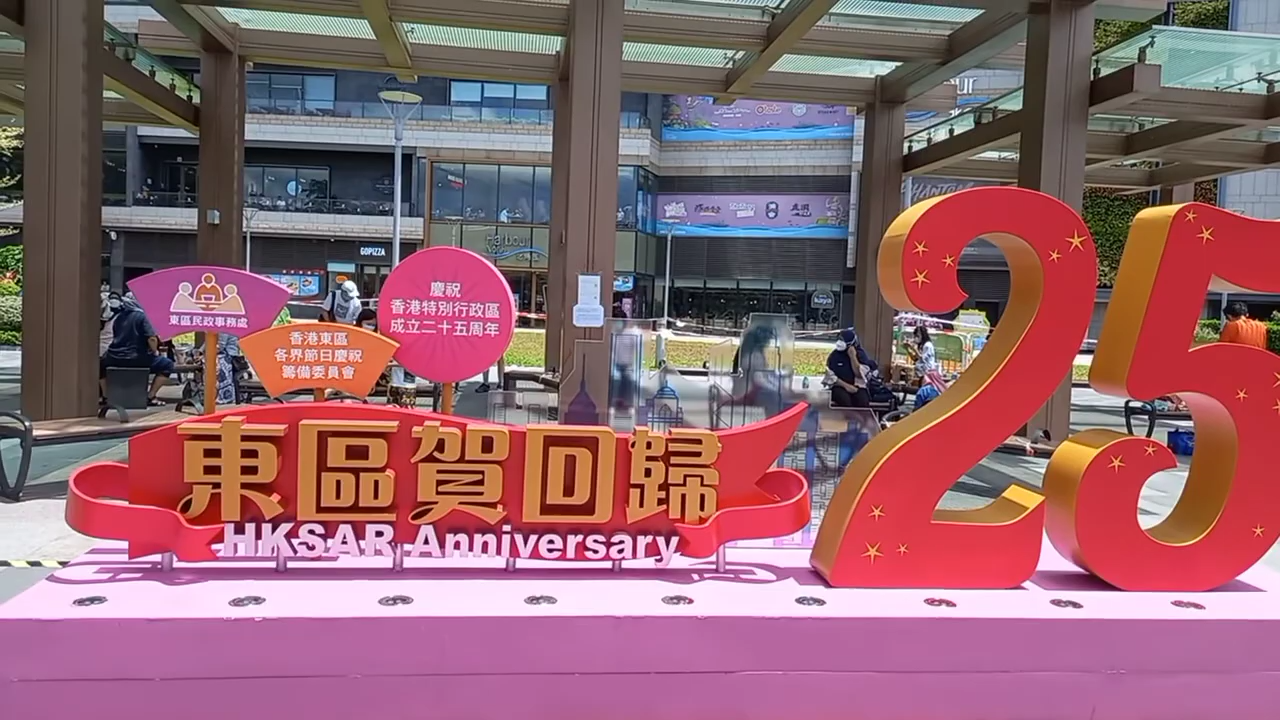 GOPIZZA
Harbour
慶祝
香港特別行政區
成立二十五周年
東區民政事務處
香港東區
各界節日慶祝
籌備委員會
東區賀回歸
HKSAR Anniversary
25